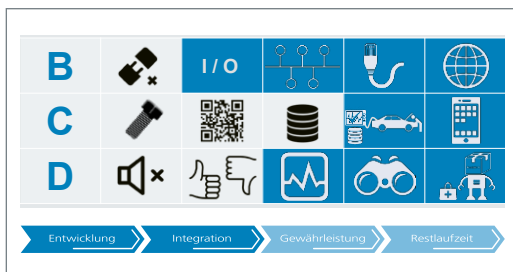 B
I / O
C
D
Entwicklung
Integration
Gewährleistung
Restlaufzeit